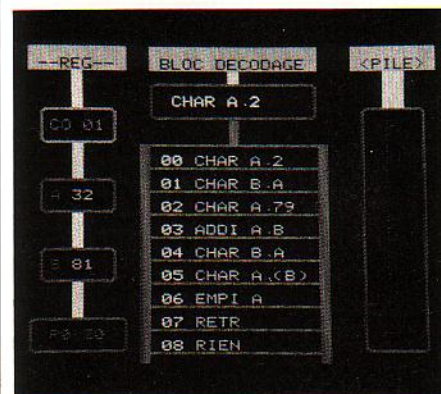 --REG--
BLOC DECODAGE
<PILE>
CHAR A.2
CO 01
A 32
B 81
00 CHAR A.2
01 CHAR B.A
02 CHAR A.79
03 ADDI A.B
04 CHAR B.A
05 CHAR A.(B)
06 EMPI A
07 RETR
08 RIEN